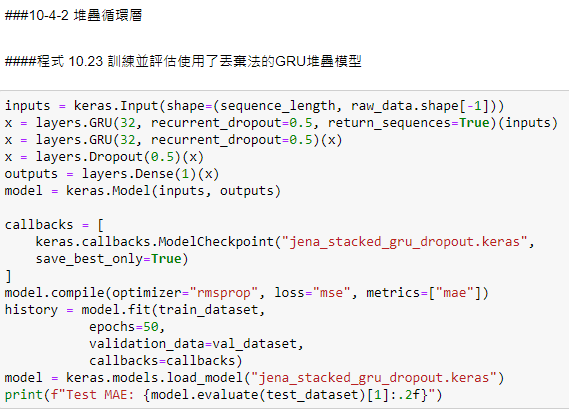 ###10-4-2 堆疊循環層
####程式 10.23 訓練並評估使用了丟棄法的GRU堆疊模型
inputs = keras.Input(shape=(sequence_length, raw_data.shape[-1]))
x = layers.GRU(32, recurrent_dropout=0.5, return_sequences=True)(inputs)
x = layers.GRU(32, recurrent_dropout=0.5)(x)
x = layers.Dropout(0.5)(x)
outputs = layers.Dense(1)(x)
model = keras.Model(inputs, outputs)
callbacks = [
    keras.callbacks.ModelCheckpoint("jena_stacked_gru_dropout.keras",
    save_best_only=True)
]
model.compile(optimizer="rmsprop", loss="mse", metrics=["mae"])
history = model.fit(train_dataset,
          epochs=50,
          validation_data=val_dataset,
          callbacks=callbacks)
model = keras.models.load_model("jena_stacked_gru_dropout.keras")
print(f"Test MAE: {model.evaluate(test_dataset)[1]:.2f}")